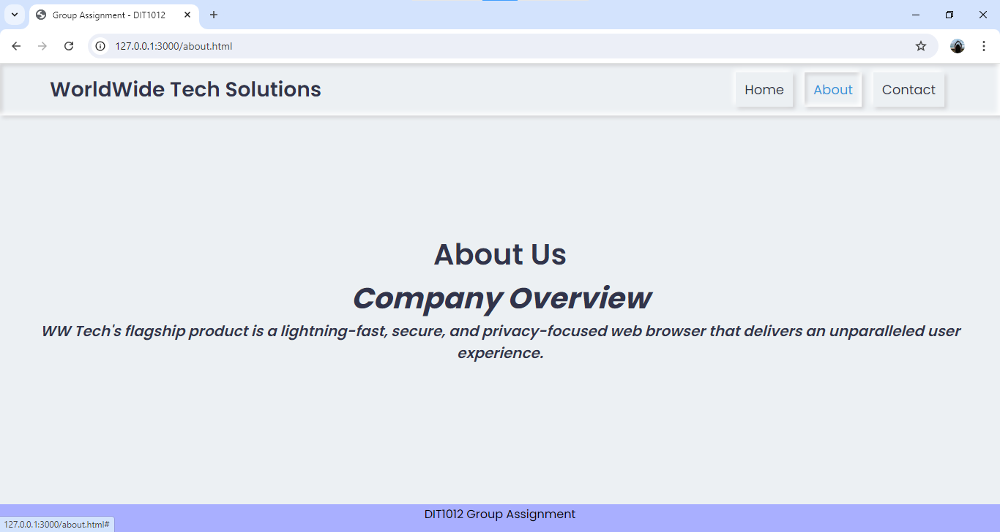 Group Assignment - DIT1012
127.0.0.1:3000/about.html
WorldWide Tech Solutions
Home
About
Contact
About Us
Company Overview
WW Tech's flagship product is a lightning-fast, secure, and privacy-focused web browser that delivers an unparalleled user
experience.
DIT1012 Group Assignment
127.0.0.1:3000/about.html#